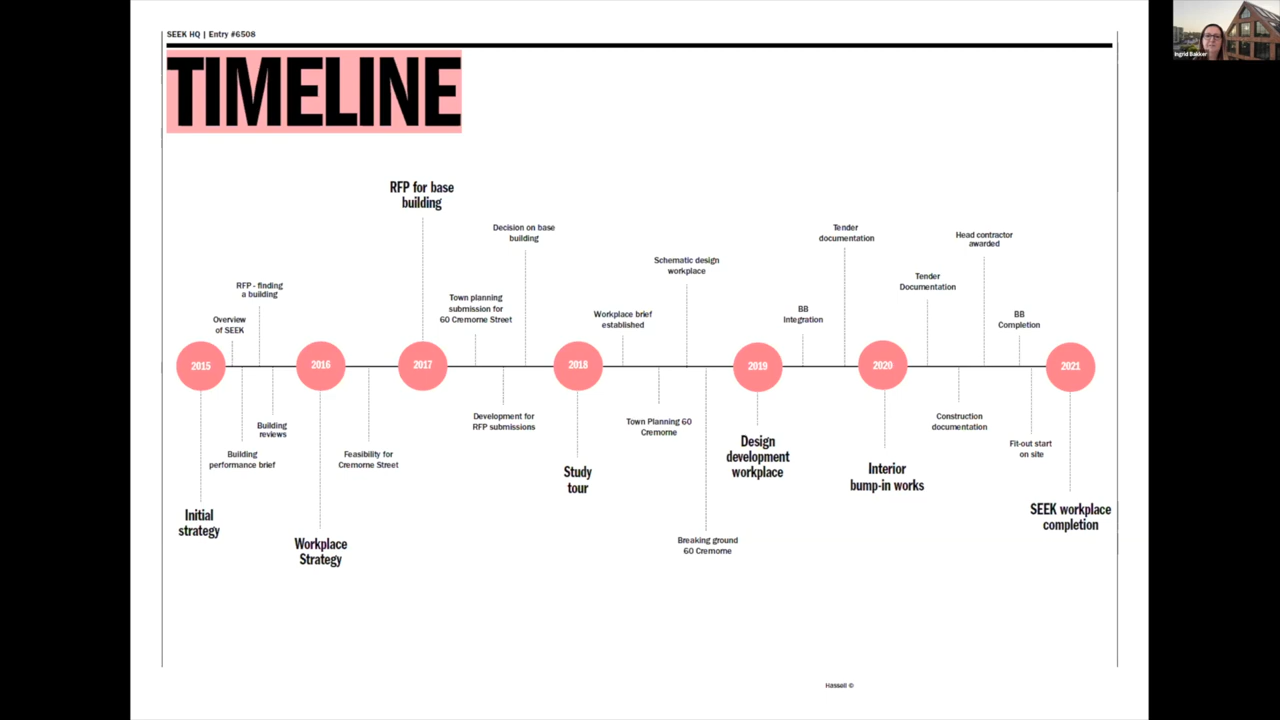 SEEK HQ | Entry #6508
TIMELINE
Ingrid Bakker
RFP for base
building
Decision on base
building
Tender
documentation
Head contractor
awarded
Schematic design
workplace
Tender
Documentation
RFP - finding
a building
Town planning
submission for
60 Cremorne Street
Workplace brief
established
BB
Integration
BB
Completion
Overview
of SEEK
2015
2016
2017
2018
2019
2020
2021
Building
reviews
Development for
RFP submissions
Town Planning 60
Cremorne
Construction
documentation
Building
performance brief
Feasibility for
Cremorne Street
Design
development
workplace
Fit-out start
on site
Study
tour
Interior
bump-in works
Initial
strategy
SEEK workplace
completion
Workplace
Strategy
Breaking ground
60 Cremorne
Hassell ©